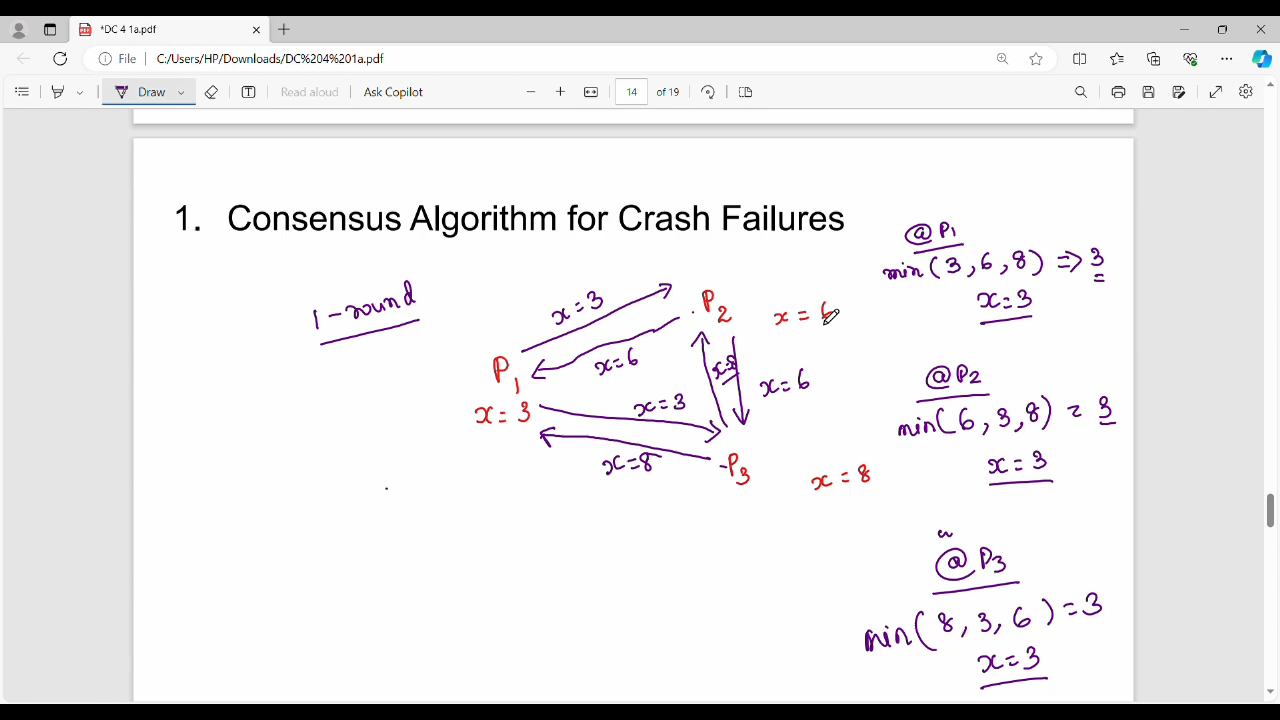 *DC 4 1a.pdf
File
C:/Users/HP/Downloads/DC%204%201a.pdf
Draw
Read aloud
Ask Copilot
14
of 19
1. Consensus Algorithm for Crash Failures
1-round
x=3
P2
x = 6
x=6
P1
x = 3
x=8
x=6
x=3
x=8
P3
x = 8
@ P1
min(3,6,8) => 3
x=3
@P2
min(6,3,8) = 3
x=3
@ P3
min(8,3,6) =3
x=3